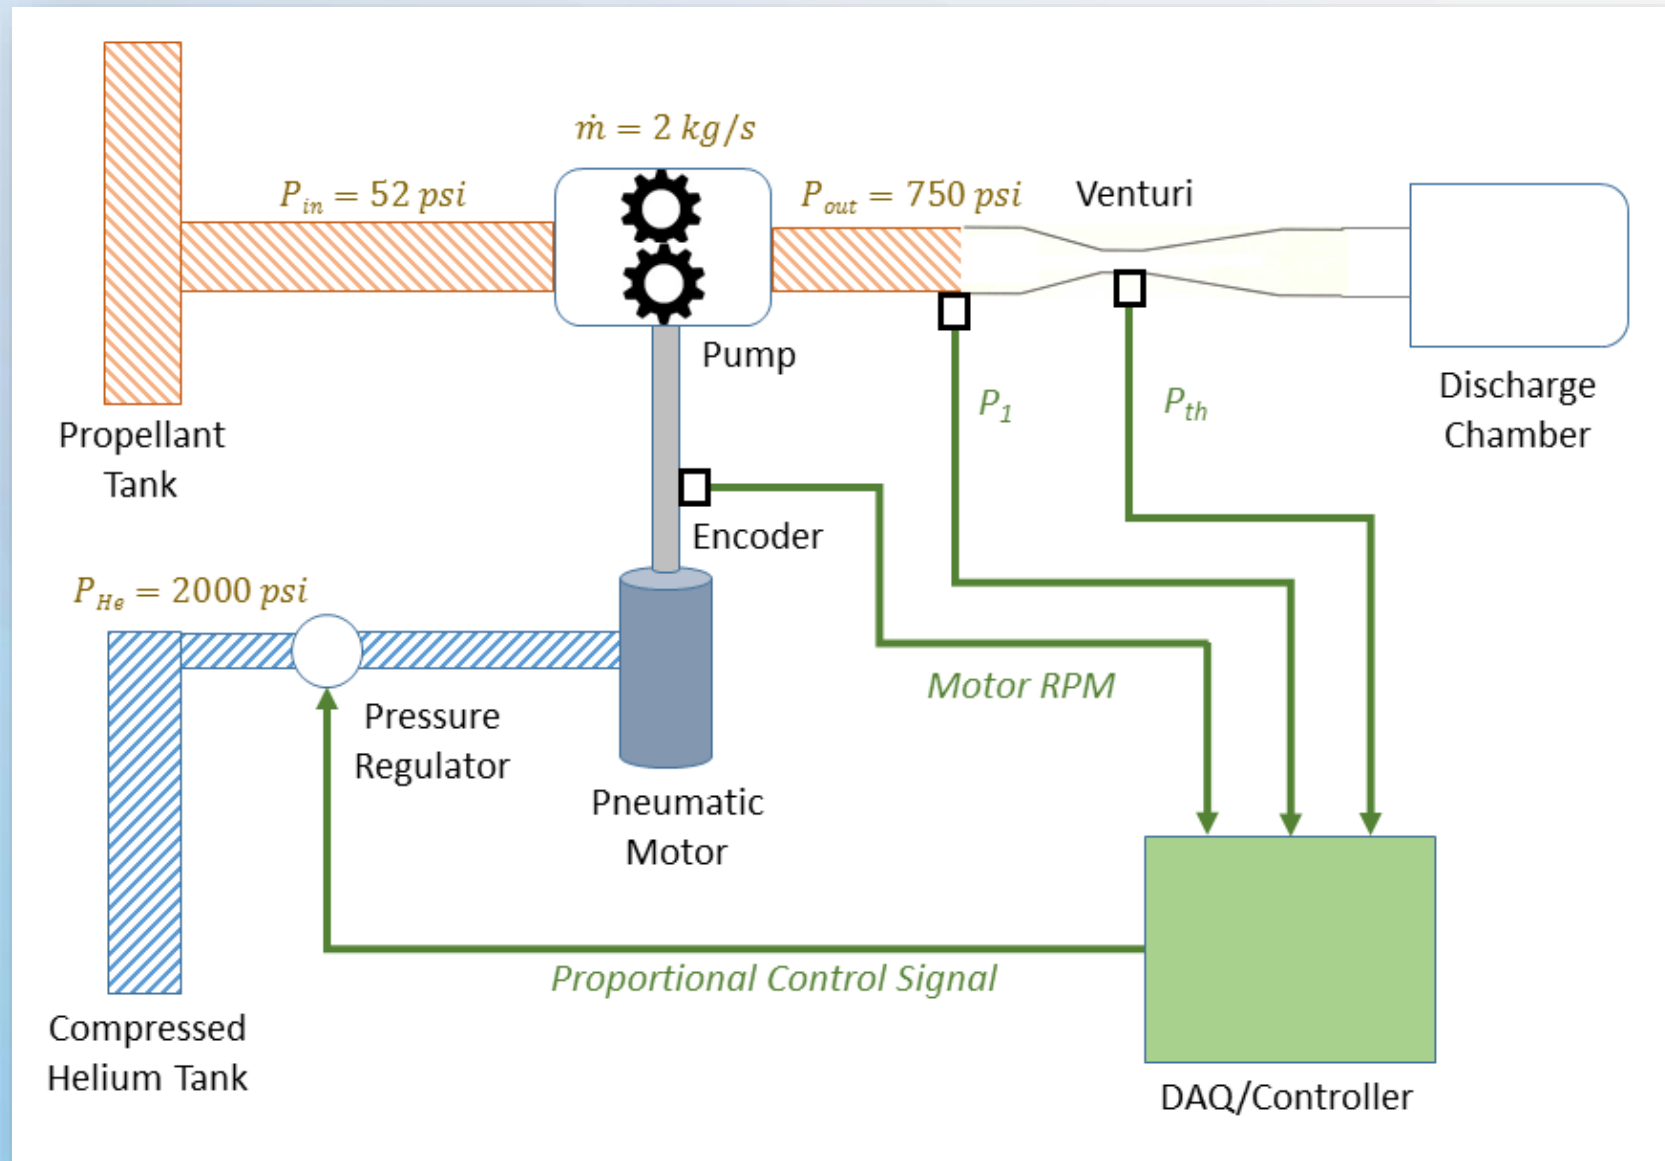 ṁ = 2 kg/s
P_in = 52 psi
P_out = 750 psi
Venturi
Pump
P_1
P_th
Discharge
Chamber
Propellant
Tank
Encoder
P_He = 2000 psi
Motor RPM
Pressure
Regulator
Pneumatic
Motor
Proportional Control Signal
Compressed
Helium Tank
DAQ/Controller